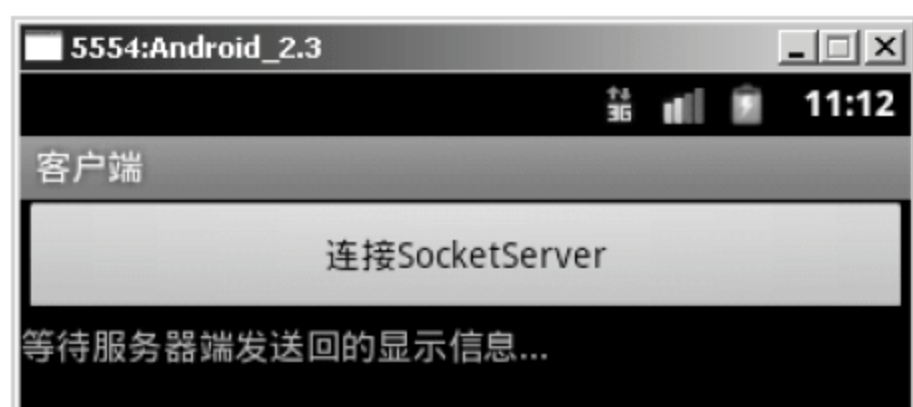 5554:Android_2.3
3G 11:12
客户端
连接SocketServer
等待服务器端发送回的显示信息...